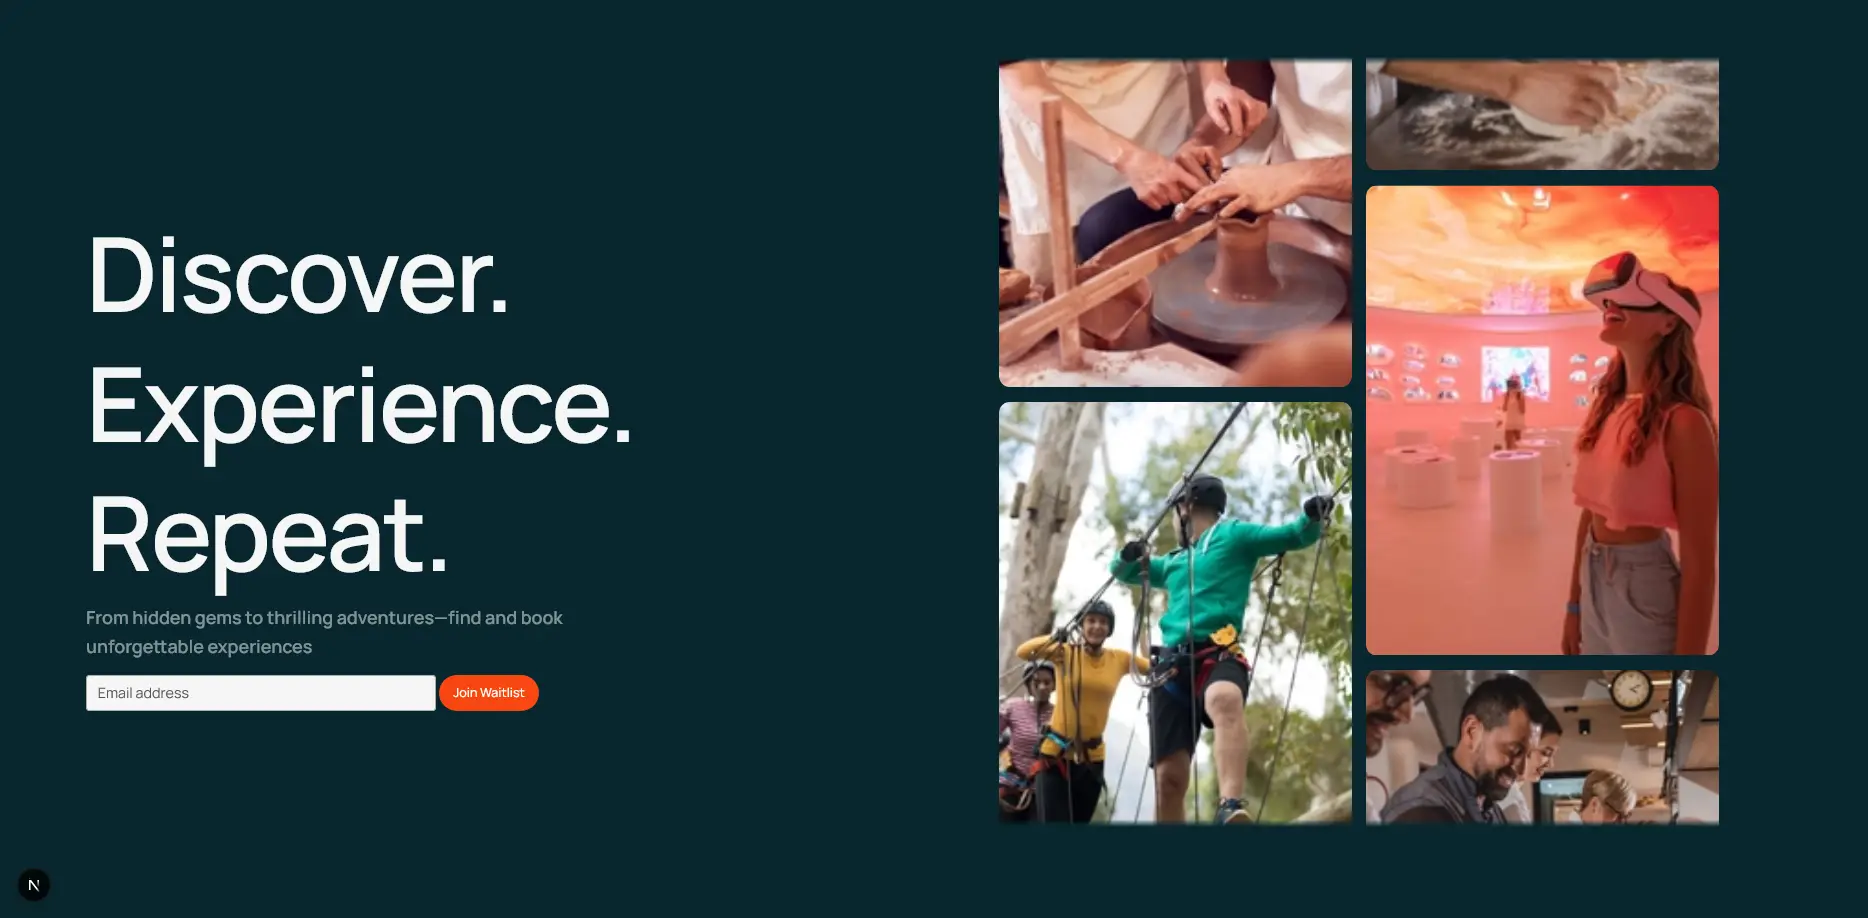 Discover.
Experience.
Repeat.
From hidden gems to thrilling adventures—find and book
unforgettable experiences
Email address
Join Waitlist
N